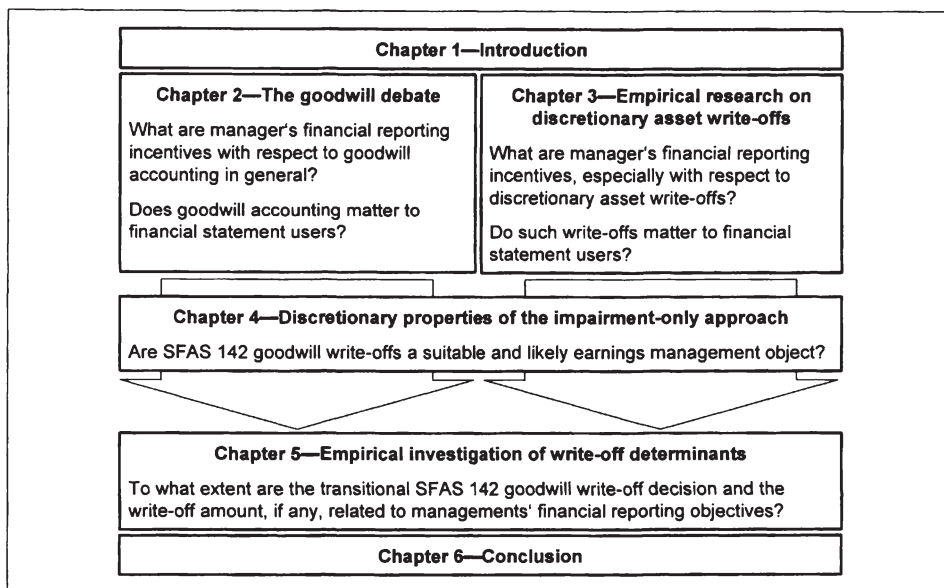 Chapter 1—Introduction
Chapter 2—The goodwill debate
What are manager's financial reporting
incentives with respect to goodwill
accounting in general?
Does goodwill accounting matter to
financial statement users?
Chapter 3—Empirical research on
discretionary asset write-offs
What are manager's financial reporting
incentives, especially with respect to
discretionary asset write-offs?
Do such write-offs matter to financial
statement users?
Chapter 4—Discretionary properties of the impairment-only approach
Are SFAS 142 goodwill write-offs a suitable and likely earnings management object?
Chapter 5—Empirical investigation of write-off determinants
To what extent are the transitional SFAS 142 goodwill write-off decision and the
write-off amount, if any, related to managements' financial reporting objectives?
Chapter 6—Conclusion